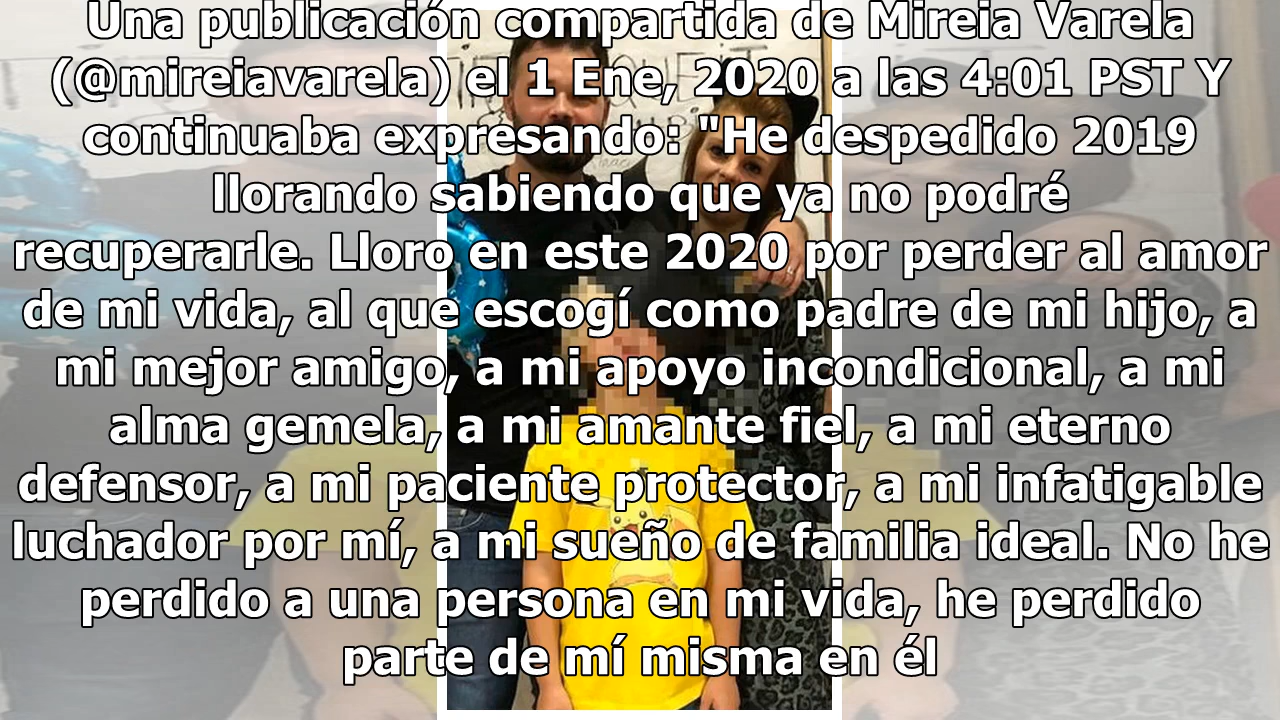 Una publicación compartida de Mireia Varela
(@mireiavarela) el 1 Ene, 2020 a las 4:01 PST Y
continuaba expresando: "He despedido 2019
llorando sabiendo que ya no podré
recuperarle. Lloro en este 2020 por perder al amor
de mi vida, al que escogí como padre de mi hijo, a
mi mejor amigo, a mi apoyo incondicional, a mi
alma gemela, a mi amante fiel, a mi eterno
defensor, a mi paciente protector, a mi infatigable
luchador por mí, a mi sueño de familia ideal. No he
perdido a una persona en mi vida, he perdido
parte de mí misma en él